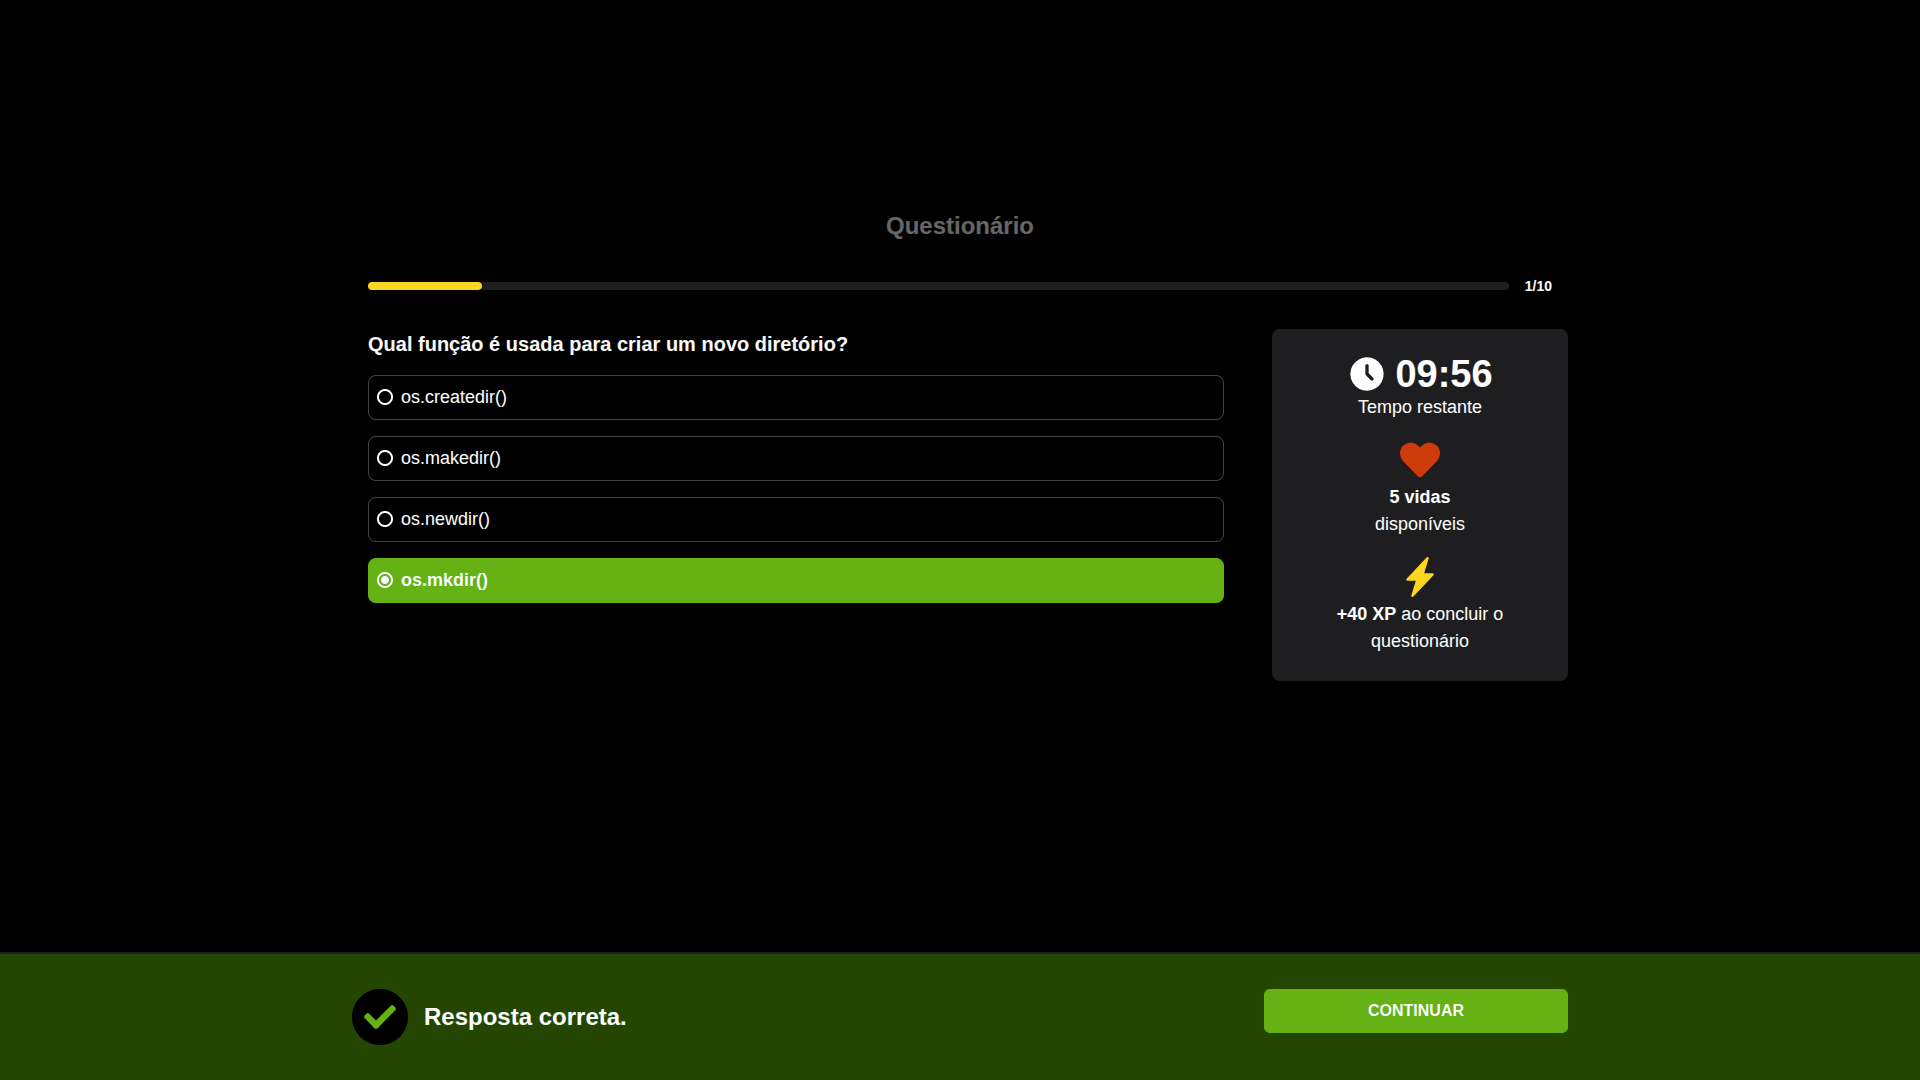 Questionário
1/10
Qual função é usada para criar um novo diretório?
os.createdir()
os.makedir()
os.newdir()
os.mkdir()
09:56
Tempo restante
5 vidas
disponíveis
+40 XP ao concluir o
questionário
Resposta correta.
CONTINUAR